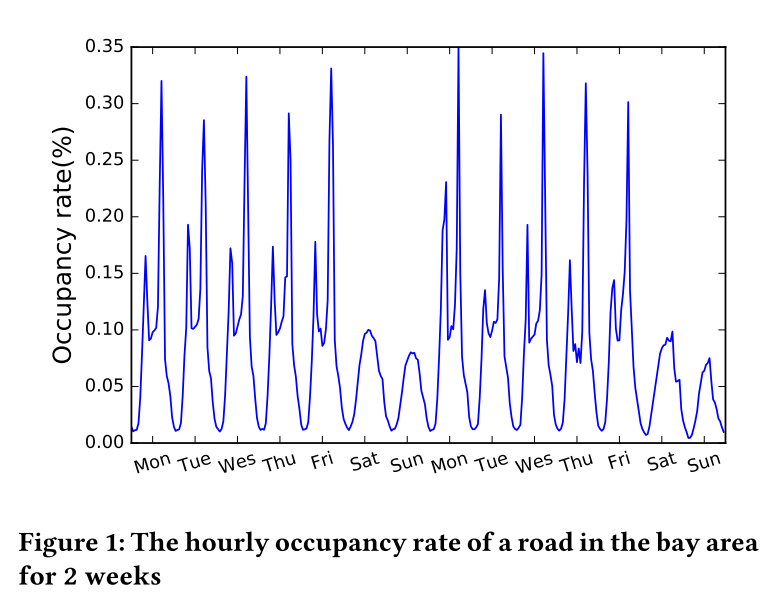 0.35
0.30
0.25
0.20
0.15
0.10
0.05
0.00
Occupancy rate(%)
Mon Tue Wes Thu Fri Sat Sun Mon Tue Wes Thu Fri Sat Sun
Figure 1: The hourly occupancy rate of a road in the bay area
for 2 weeks